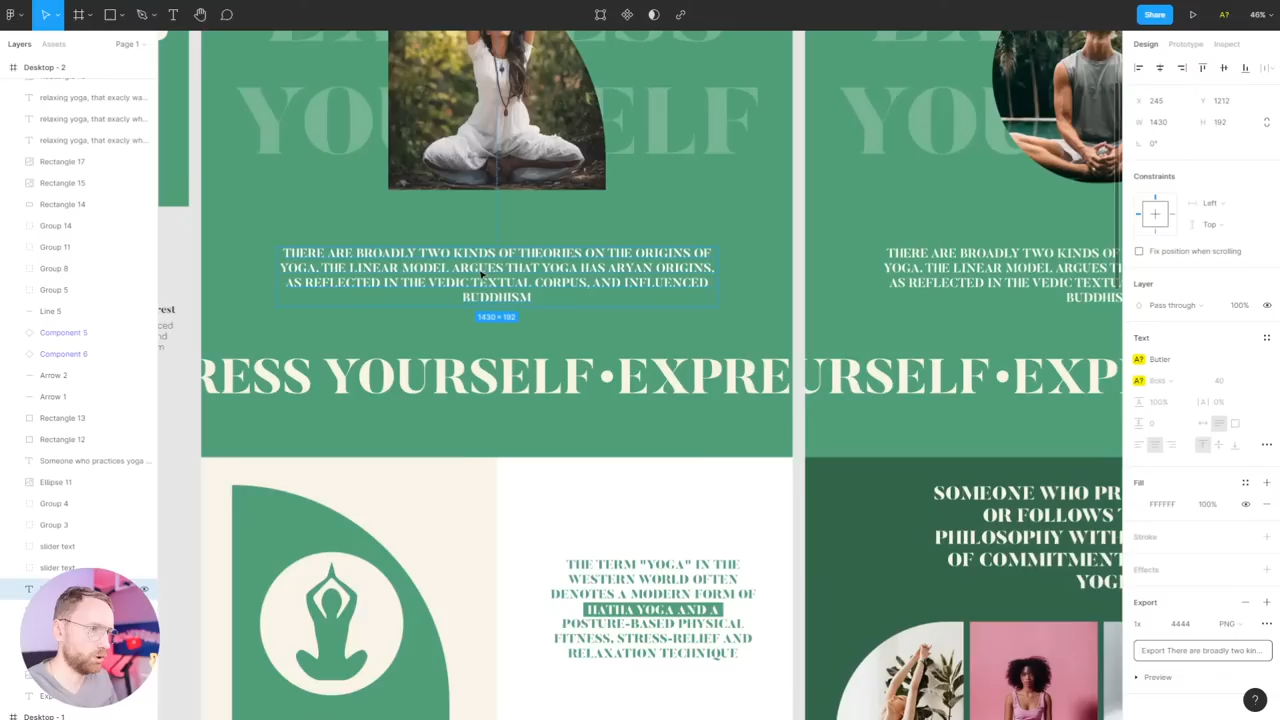 Share
A?
46%
Layers
Assets
Page 1
Desktop - 2
relaxing yoga, that exacly wa...
relaxing yoga, that exacly wh...
relaxing yoga, that exacly wh...
Rectangle 17
Rectangle 15
Rectangle 14
Group 14
Group 11
Group 8
Group 5
Line 5
Component 5
Component 6
Arrow 2
Arrow 1
Rectangle 13
Rectangle 12
Someone who practices yoga ...
Ellipse 11
Group 4
Group 3
slider text
slider text
Desktop - 1
YOURSELF
YOU
THERE ARE BROADLY TWO KINDS OF THEORIES ON THE ORIGINS OF
YOGA. THE LINEAR MODEL ARGUES THAT YOGA HAS ARYAN ORIGINS,
AS REFLECTED IN THE VEDIC TEXTUAL CORPUS, AND INFLUENCED
BUDDHISM
1430 × 192
RESS YOURSELF•EXPRE
THE TERM "YOGA" IN THE
WESTERN WORLD OFTEN
DENOTES A MODERN FORM OF
HATHA YOGA AND A
POSTURE-BASED PHYSICAL
FITNESS, STRESS-RELIEF AND
RELAXATION TECHNIQUE
THERE ARE BROADLY TWO K
YOGA. THE LINEAR MODEL ARGUES T
AS REFLECTED IN THE VEDIC TEXTU
BUDDHIS
URSELF•EXP
SOMEONE WHO PR
OR FOLLOWS
PHILOSOPHY WITH
OF COMMITMENT
YOG
Design
Prototype
Inspect
X 245 Y 1212
W 1430 H 192
0°
Constraints
Left
Top
Fix position when scrolling
Layer
Pass through 100%
Text
A? Butler
A? Bold 40
100% |A| 0%
0
Fill
FFFFFF 100%
Stroke
Effects
Export
1x 4444 PNG
Export There are broadly two kin...
Preview
?